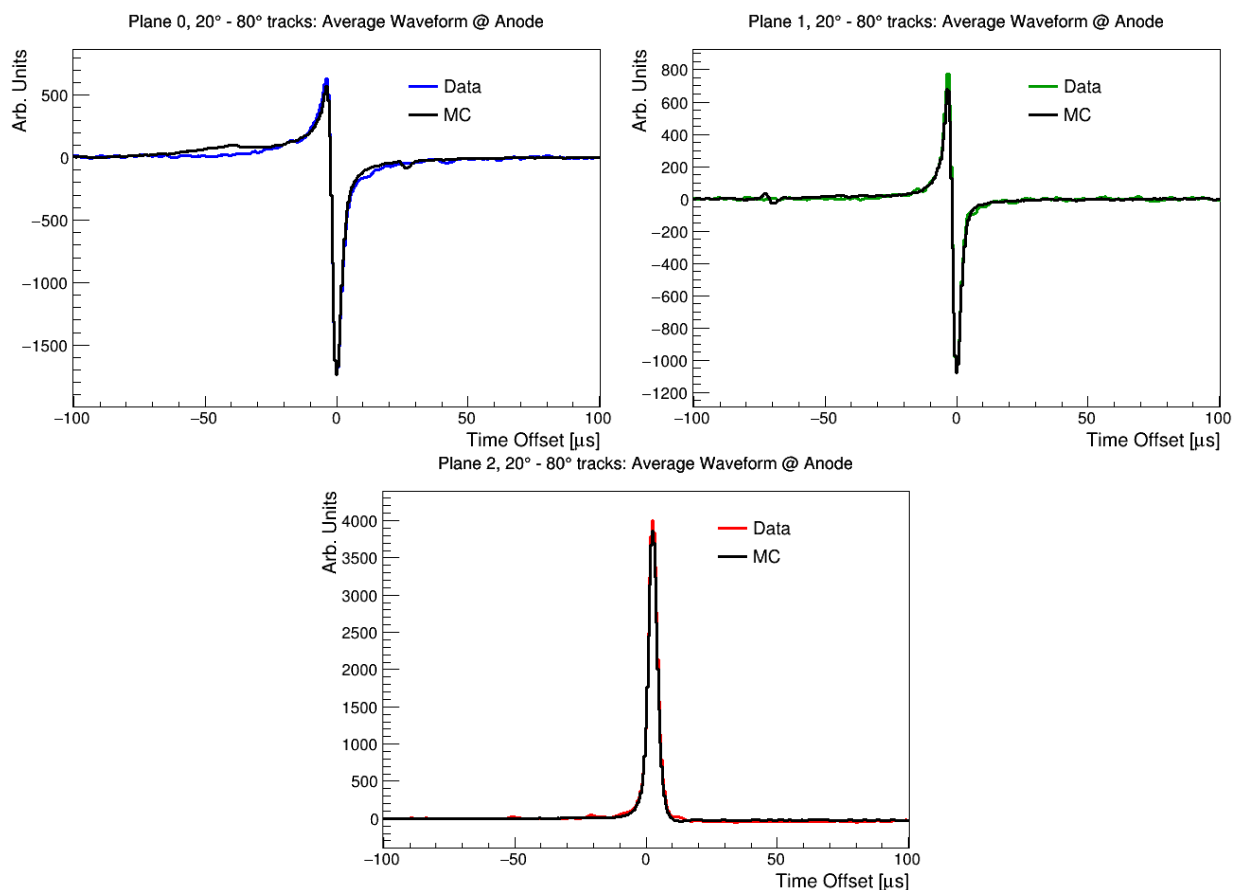 Plane 0, 20° - 80° tracks: Average Waveform @ Anode
Arb. Units
500
0
−500
−1000
−1500
Data
MC
−100
−50
0
50
100
Time Offset [μs]
Plane 1, 20° - 80° tracks: Average Waveform @ Anode
Arb. Units
800
600
400
200
0
−200
−400
−600
−800
−1000
−1200
Data
MC
−100
−50
0
50
100
Time Offset [μs]
Plane 2, 20° - 80° tracks: Average Waveform @ Anode
Arb. Units
4000
3500
3000
2500
2000
1500
1000
500
0
Data
MC
−100
−50
0
50
100
Time Offset [μs]